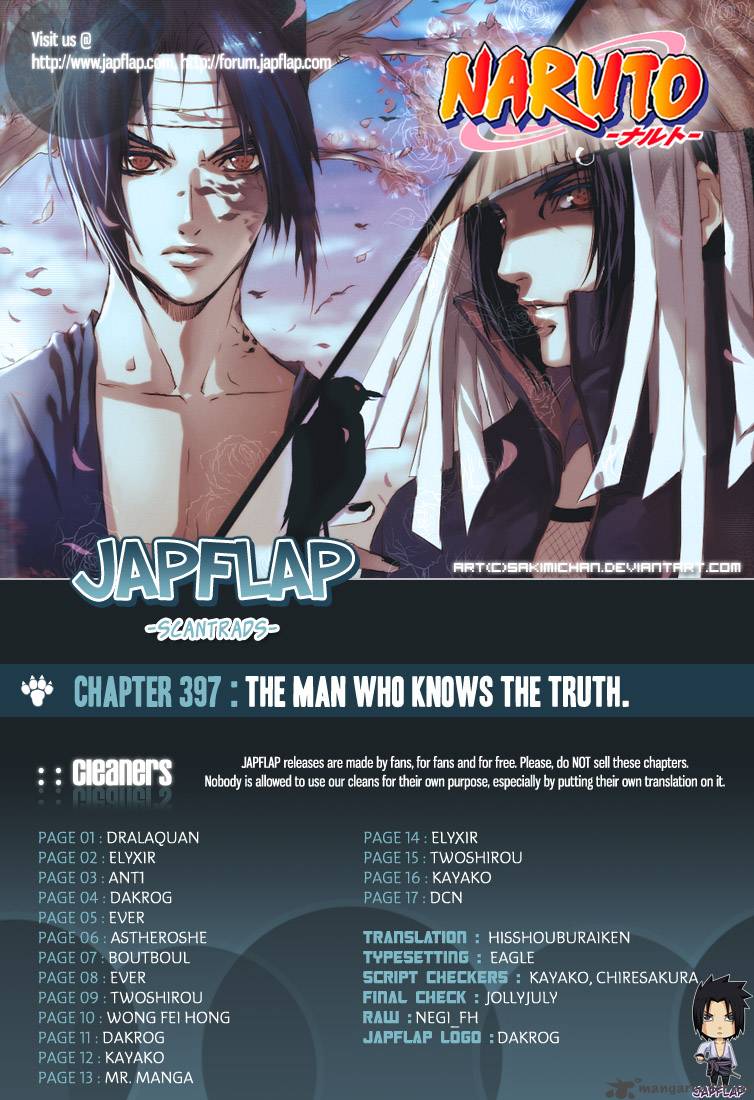 Visit us @
http://www.japflap.com, http://forum.japflap.com
NARUTO
-ナルト-
JAPFLAP
-SCANTRADS-
ART(C)SAKIMICHAN.DEVIANTART.COM
CHAPTER 397 : THE MAN WHO KNOWS THE TRUTH.
:: cleaners
JAPFLAP releases are made by fans, for fans and for free. Please, do NOT sell these chapters.
Nobody is allowed to use our cleans for their own purpose, especially by putting their own translation on it.
PAGE 01 : DRALAQUAN
PAGE 02 : ELYXIR
PAGE 03 : ANT1
PAGE 04 : DAKROG
PAGE 05 : EVER
PAGE 06 : ASTHEROSHE
PAGE 07 : BOUTBOUL
PAGE 08 : EVER
PAGE 09 : TWOSHIROU
PAGE 10 : WONG FEI HONG
PAGE 11 : DAKROG
PAGE 12 : KAYAKO
PAGE 13 : MR. MANGA
PAGE 14 : ELYXIR
PAGE 15 : TWOSHIROU
PAGE 16 : KAYAKO
PAGE 17 : DCN
TRANSLATION : HISSHOUBURAIKEN
TYPESETTING : EAGLE
SCRIPT CHECKERS : KAYAKO, CHIRESAKURA
FINAL CHECK : JOLLYJULY
RAW : NEGI_FH
JAPFLAP LOGO : DAKROG
JAPFLAP